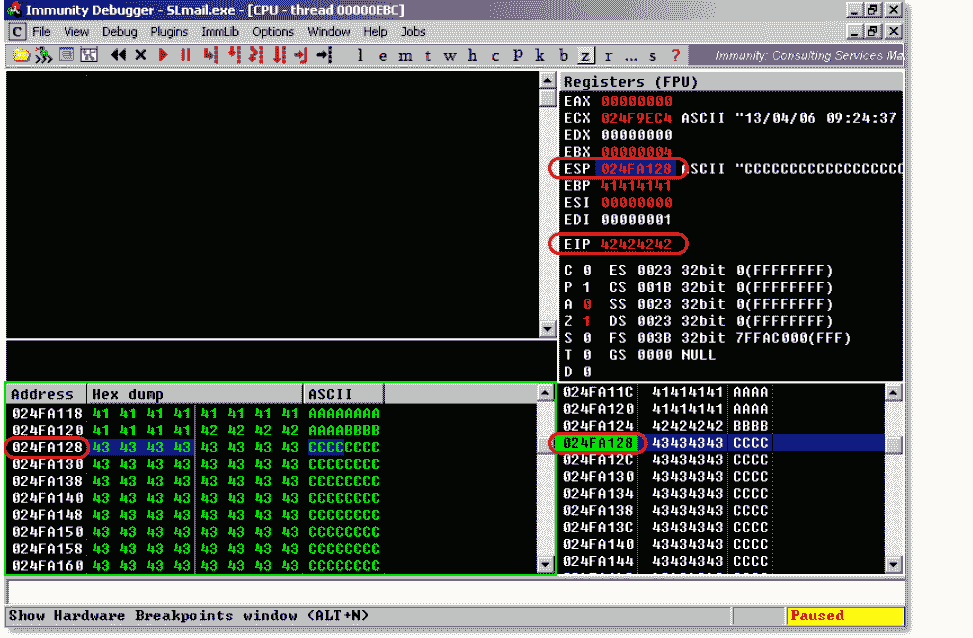 Immunity Debugger - SLmail.exe - [CPU - thread 00000EBC]
C File View Debug Plugins ImmLib Options Window Help Jobs
l e m t w h c P k b z r ... s ? Immunity: Consulting Services Ma
Registers (FPU)
EAX 00000000
ECX 024F9EC4 ASCII "13/04/06 09:24:37
EDX 00000000
EBX 00000004
ESP 024FA128 ASCII "CCCCCCCCCCCCCCCCCC
EBP 41414141
ESI 00000000
EDI 00000001
EIP 42424242
C 0 ES 0023 32bit 0(FFFFFFFF)
P 1 CS 001B 32bit 0(FFFFFFFF)
A 0 SS 0023 32bit 0(FFFFFFFF)
Z 1 DS 0023 32bit 0(FFFFFFFF)
S 0 FS 003B 32bit 7FFAC000(FFF)
T 0 GS 0000 NULL
D 0
Address Hex dump ASCII
024FA118 41 41 41 41 41 41 41 41 AAAAAAAA
024FA120 41 41 41 41 42 42 42 42 AAAABBBB
024FA128 43 43 43 43 43 43 43 43 CCCCCCCC
024FA130 43 43 43 43 43 43 43 43 CCCCCCCC
024FA138 43 43 43 43 43 43 43 43 CCCCCCCC
024FA140 43 43 43 43 43 43 43 43 CCCCCCCC
024FA148 43 43 43 43 43 43 43 43 CCCCCCCC
024FA150 43 43 43 43 43 43 43 43 CCCCCCCC
024FA158 43 43 43 43 43 43 43 43 CCCCCCCC
024FA160 43 43 43 43 43 43 43 43 CCCCCCCC
024FA11C 41414141 AAAA
024FA120 41414141 AAAA
024FA124 42424242 BBBB
024FA128 43434343 CCCC
024FA12C 43434343 CCCC
024FA130 43434343 CCCC
024FA134 43434343 CCCC
024FA138 43434343 CCCC
024FA13C 43434343 CCCC
024FA140 43434343 CCCC
024FA144 43434343 CCCC
Show Hardware Breakpoints window (ALT+N)
Paused